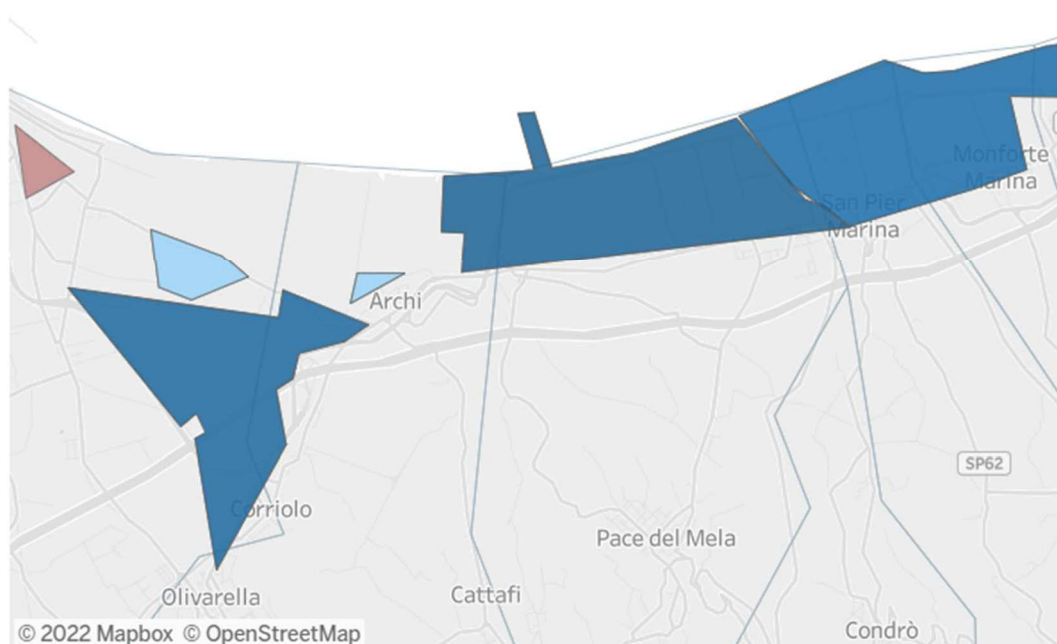 Monforte
Marina
San Pier
Marina
Archi
SP62
Corriolo
Pace del Mela
Olivarella
Cattafi
Condrò
© 2022 Mapbox © OpenStreetMap